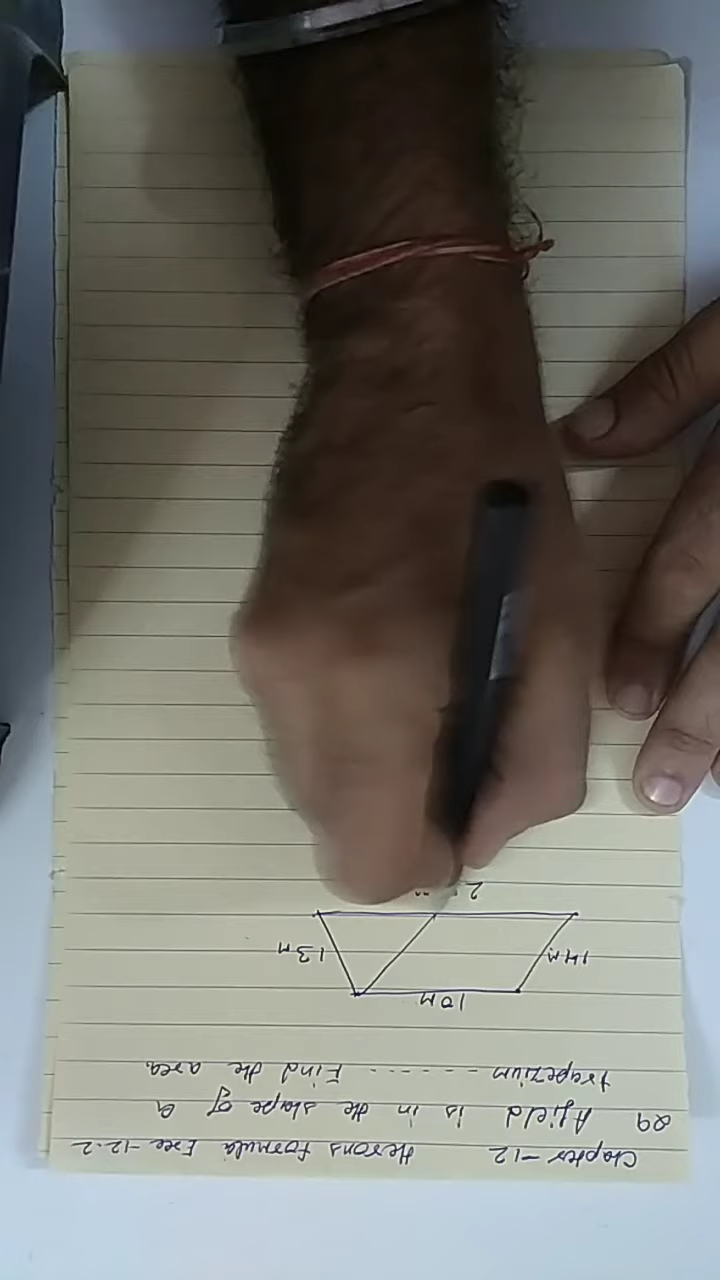 Chapter-12 Herons formula Exe-12.2
Q9 A field is in the shape of a
trapezium ------ Find the area
10M
14M 13M